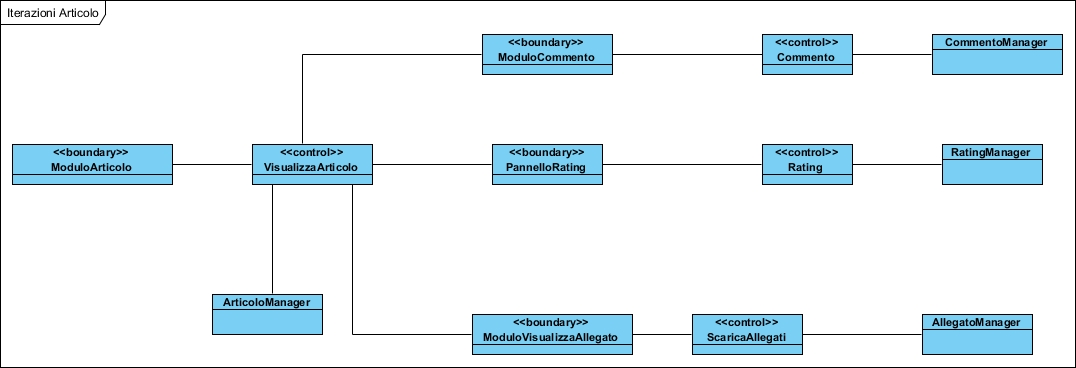 Iterazioni Articolo
<<boundary>>
ModuloCommento
<<control>>
Commento
CommentoManager
<<boundary>>
ModuloArticolo
<<control>>
VisualizzaArticolo
<<boundary>>
PannelloRating
<<control>>
Rating
RatingManager
ArticoloManager
<<boundary>>
ModuloVisualizzaAllegato
<<control>>
ScaricaAllegati
AllegatoManager